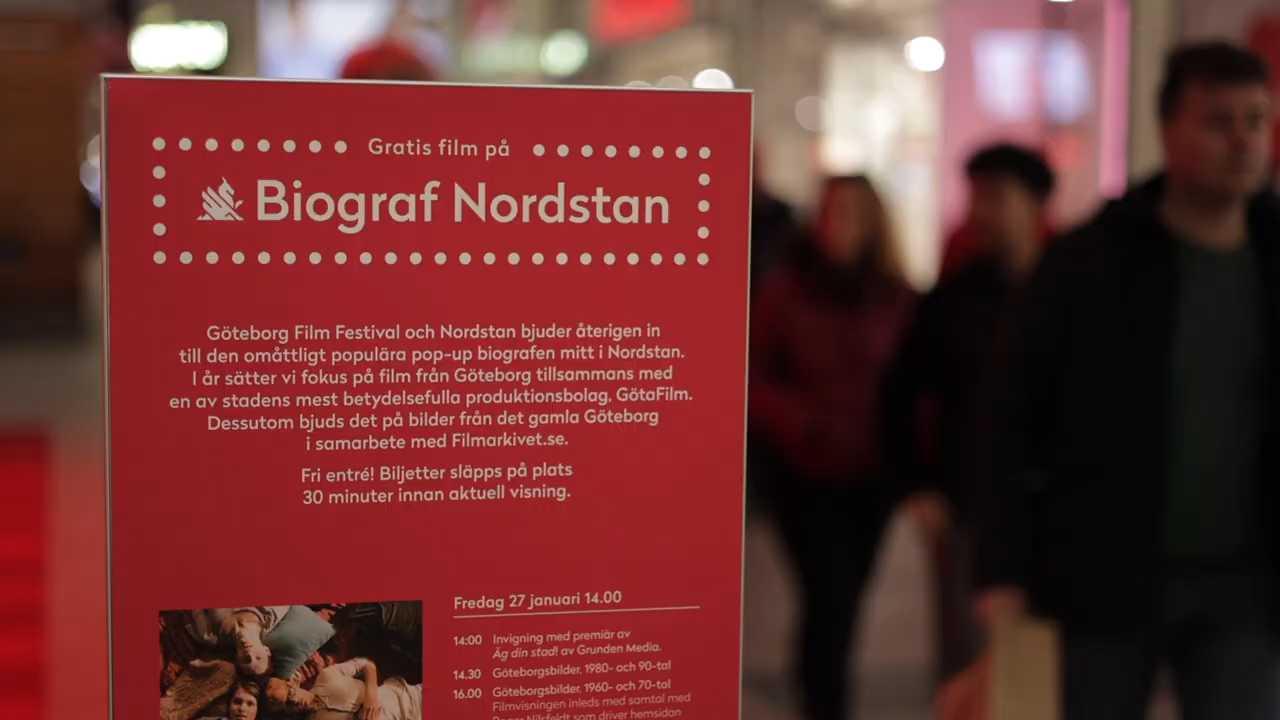 Gratis film på
Biograf Nordstan
Göteborg Film Festival och Nordstan bjuder återigen in
till den omåttligt populära pop-up biografen mitt i Nordstan.
I år sätter vi fokus på film från Göteborg tillsammans med
en av stadens mest betydelsefulla produktionsbolag, GötaFilm.
Dessutom bjuds det på bilder från det gamla Göteborg
i samarbete med Filmarkivet.se.
Fri entré! Biljetter släpps på plats
30 minuter innan aktuell visning.
Fredag 27 januari 14.00
14:00 Invigning med premiär av
Äg din stad! av Grunden Media.
14.30 Göteborgsbilder, 1980- och 90-tal
16.00 Göteborgsbilder, 1960- och 70-tal
Filmvisningen inleds med samtal med
Nilsfeldt som driver hemsidan